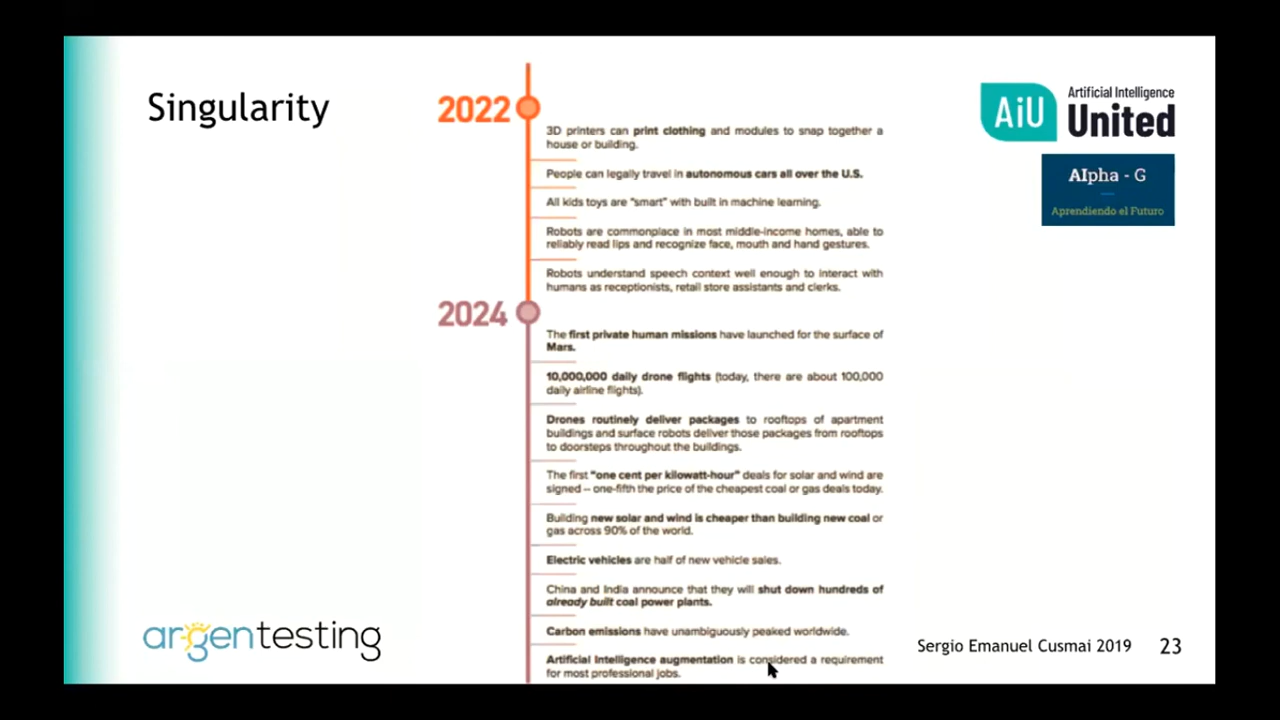 Singularity
2022
3D printers can print clothing and modules to snap together a
house or building.
People can legally travel in autonomous cars all over the U.S.
All kids toys are "smart" with built in machine learning.
Robots are commonplace in most middle-income homes, able to
reliably read lips and recognize face, mouth and hand gestures.
Robots understand speech context well enough to interact with
humans as receptionists, retail store assistants and clerks.
2024
The first private human missions have launched for the surface of
Mars.
10,000,000 daily drone flights (today, there are about 100,000
daily airline flights).
Drones routinely deliver packages to rooftops of apartment
buildings and surface robots deliver those packages from rooftops
to doorsteps throughout the buildings.
The first "one cent per kilowatt-hour" deals for solar and wind are
signed – one-fifth the price of the cheapest coal or gas deals today.
Building new solar and wind is cheaper than building new coal or
gas across 90% of the world.
Electric vehicles are half of new vehicle sales.
China and India announce that they will shut down hundreds of
already built coal power plants.
Carbon emissions have unambiguously peaked worldwide.
Artificial Intelligence augmentation is considered a requirement
for most professional jobs.
AiU
Artificial Intelligence
United
AIpha - G
Aprendiendo el Futuro
argentesting
Sergio Emanuel Cusmai 2019
23